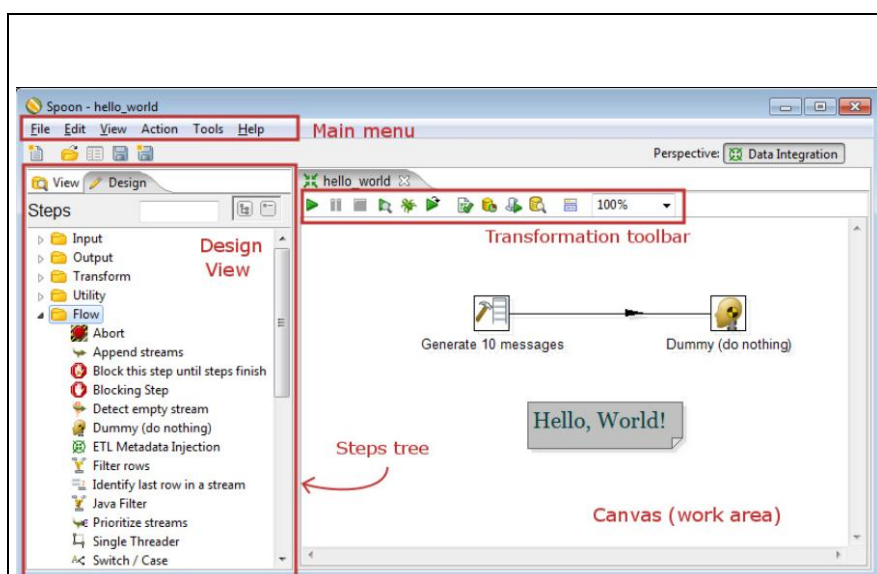 Spoon - hello_world
File Edit View Action Tools Help
Main menu
Perspective: Data Integration
View Design
hello_world
Steps
100%
Transformation toolbar
Design
View
Input
Output
Transform
Utility
Flow
Abort
Append streams
Block this step until steps finish
Blocking Step
Detect empty stream
Dummy (do nothing)
ETL Metadata Injection
Filter rows
Identify last row in a stream
Java Filter
Prioritize streams
Single Threader
Switch / Case
Generate 10 messages
Dummy (do nothing)
Hello, World!
Steps tree
Canvas (work area)